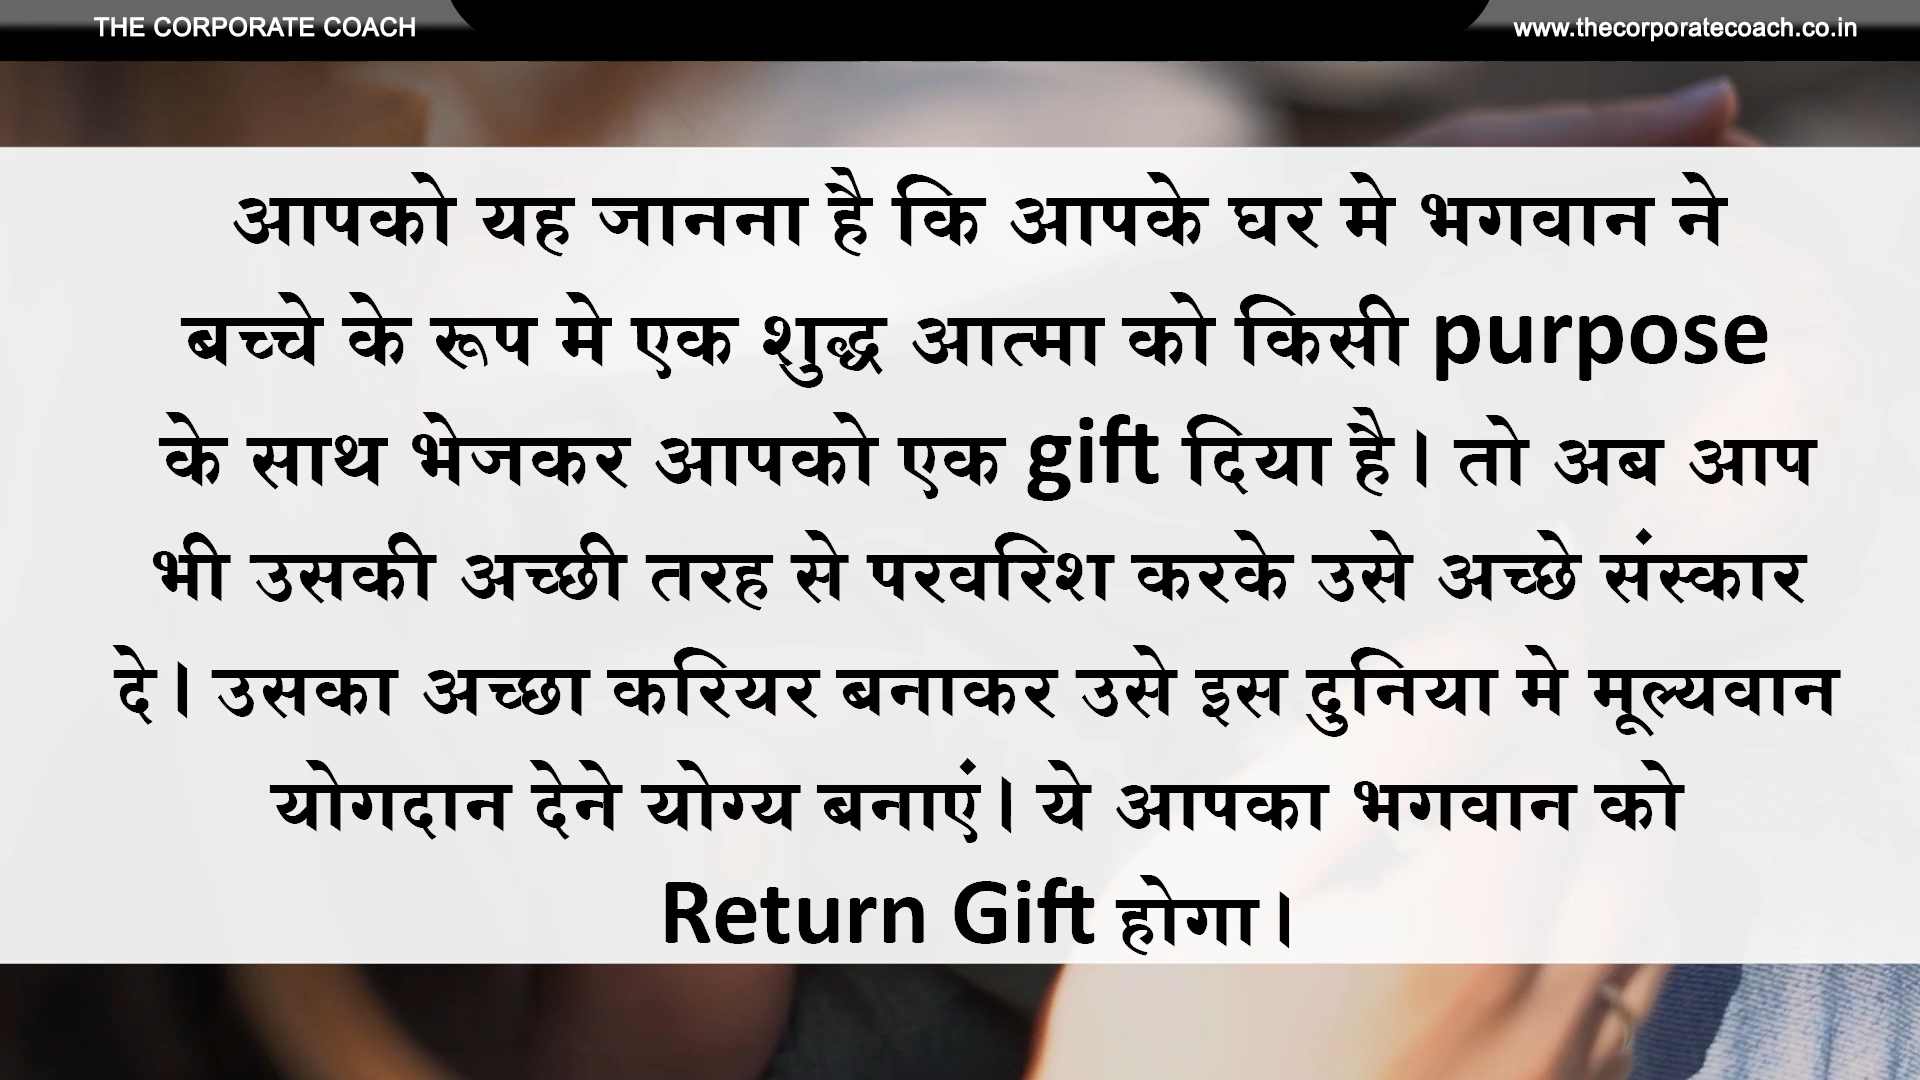 THE CORPORATE COACH
www.thecorporatecoach.co.in
आपको यह जानना है कि आपके घर मे भगवान ने
बच्चे के रूप मे एक शुद्ध आत्मा को किसी purpose
के साथ भेजकर आपको एक gift दिया है। तो अब आप
भी उसकी अच्छी तरह से परवरिश करके उसे अच्छे संस्कार
दे। उसका अच्छा करियर बनाकर उसे इस दुनिया मे मूल्यवान
योगदान देने योग्य बनाएं। ये आपका भगवान को
Return Gift होगा।